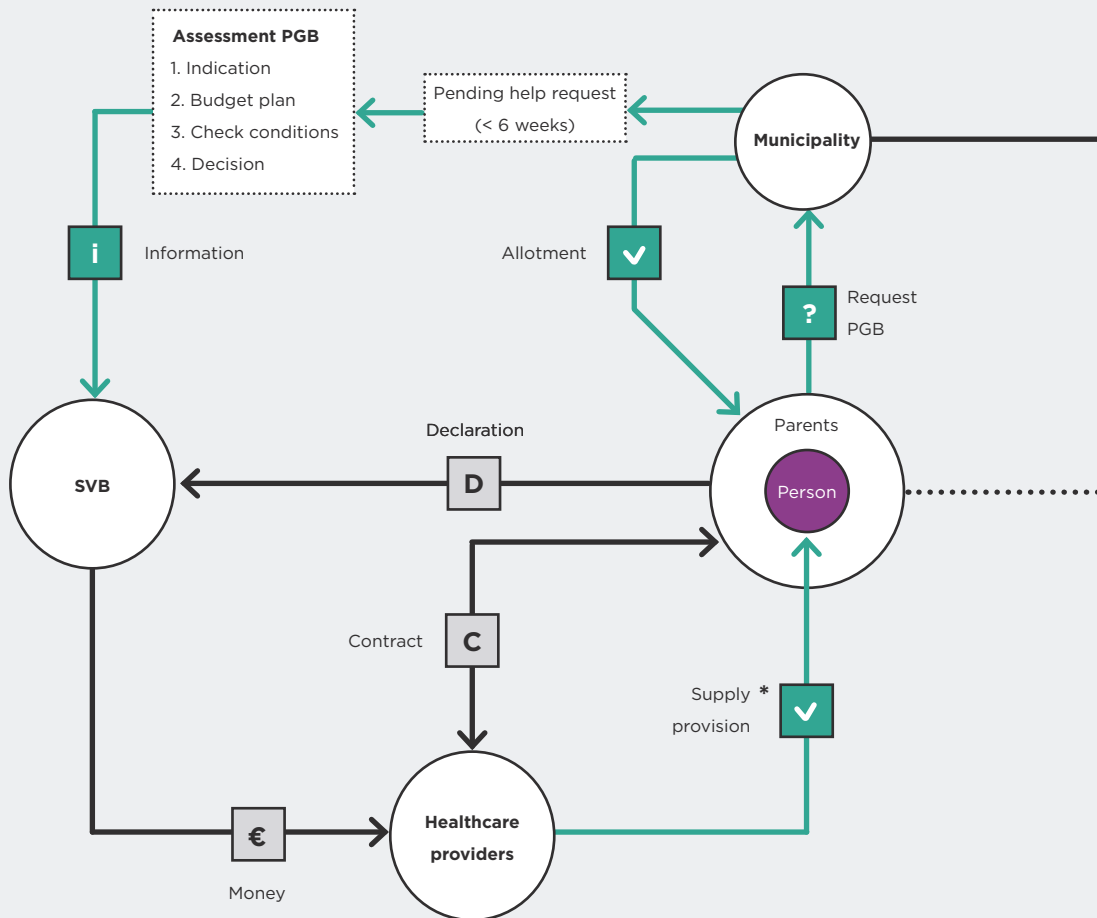 Assessment PGB
1. Indication
2. Budget plan
3. Check conditions
4. Decision
Pending help request
(< 6 weeks)
Municipality
i
Information
Allotment
?
Request
PGB
SVB
Declaration
D
Parents
Person
Contract
C
Supply *
provision
Healthcare
providers
€
Money